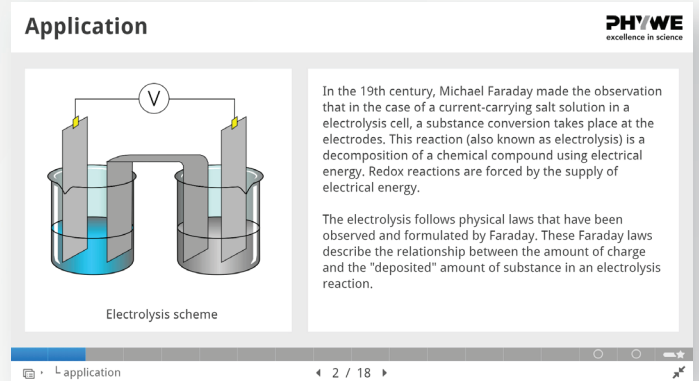 Application
PHYWE
excellence in science
V
Electrolysis scheme
In the 19th century, Michael Faraday made the observation
that in the case of a current-carrying salt solution in a
electrolysis cell, a substance conversion takes place at the
electrodes. This reaction (also known as electrolysis) is a
decomposition of a chemical compound using electrical
energy. Redox reactions are forced by the supply of
electrical energy.
The electrolysis follows physical laws that have been
observed and formulated by Faraday. These Faraday laws
describe the relationship between the amount of charge
and the "deposited" amount of substance in an electrolysis
reaction.
application
2 / 18